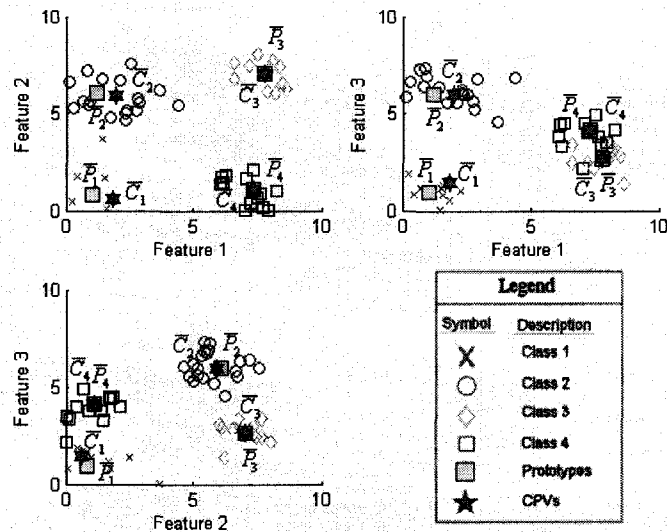 10
5
0
Feature 2
C̅₂
P̅₂
P̅₃
C̅₃
P̅₁
C̅₁
P̅₄
C̅₄
0 5 10
Feature 1
10
5
0
Feature 3
C̅₂
P̅₂
P̅₄
C̅₄
P̅₁
C̅₁
C̅₃
P̅₃
0 5 10
Feature 1
10
5
0
Feature 3
C̅₂
P̅₂
C̅₄
P̅₄
C̅₃
C̅₁
P̅₁
P̅₃
0 5 10
Feature 2
Legend
Symbol Description
Class 1
Class 2
Class 3
Class 4
Prototypes
CPVs